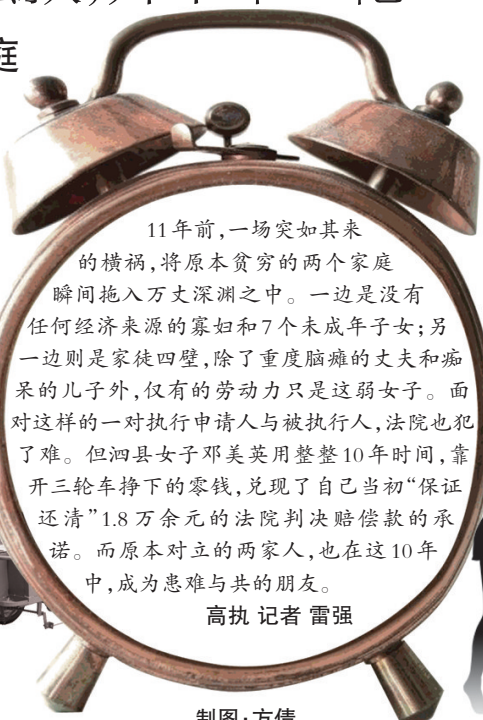 庭
11年前,一场突如其来
的横祸,将原本贫穷的两个家庭
瞬间拖入万丈深渊之中。一边是没有
任何经济来源的寡妇和7个未成年子女;另
一边则是家徒四壁,除了重度脑瘫的丈夫和痴
呆的儿子外,仅有的劳动力只是这弱女子。面
对这样的一对执行申请人与被执行人,法院也犯
了难。但泗县女子邓美英用整整10年时间,靠
开三轮车挣下的零钱,兑现了自己当初“保证
还清”1.8万余元的法院判决赔偿款的承
诺。而原本对立的两家人,也在这10年
中,成为患难与共的朋友。
高执 记者 雷强
制图·方倩